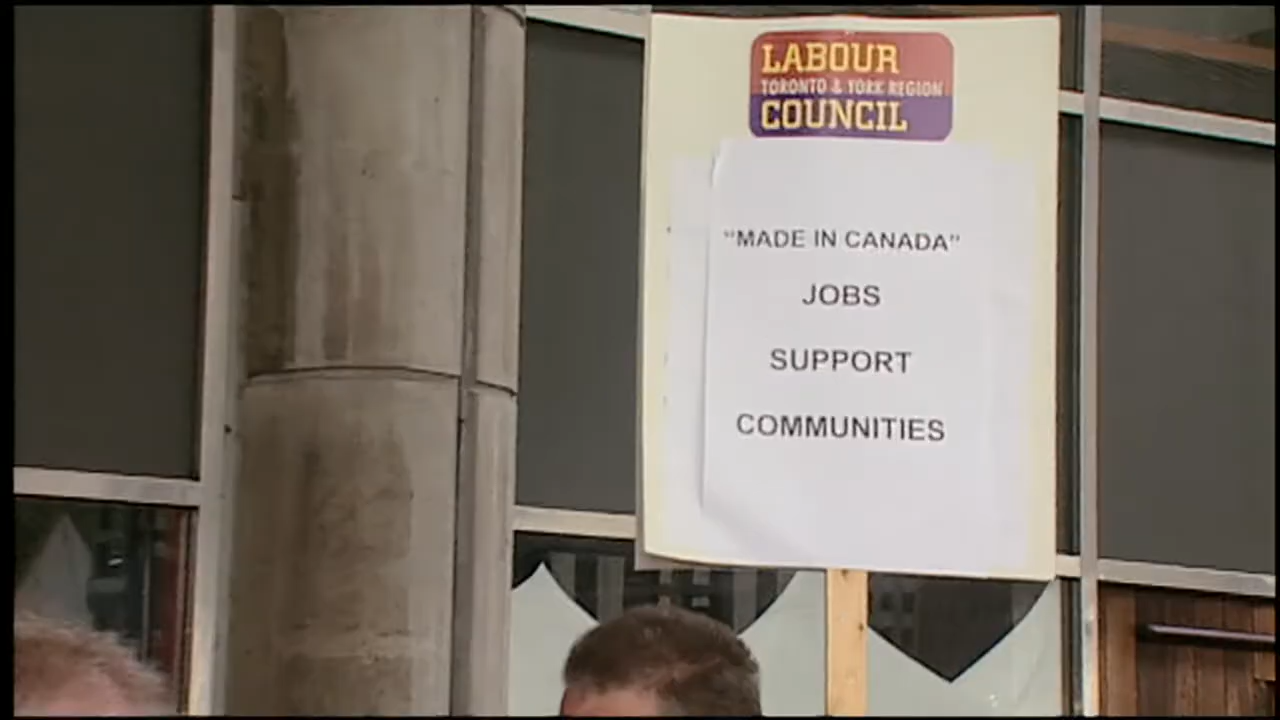 LABOUR
TORONTO & YORK REGION
COUNCIL
"MADE IN CANADA"
JOBS
SUPPORT
COMMUNITIES